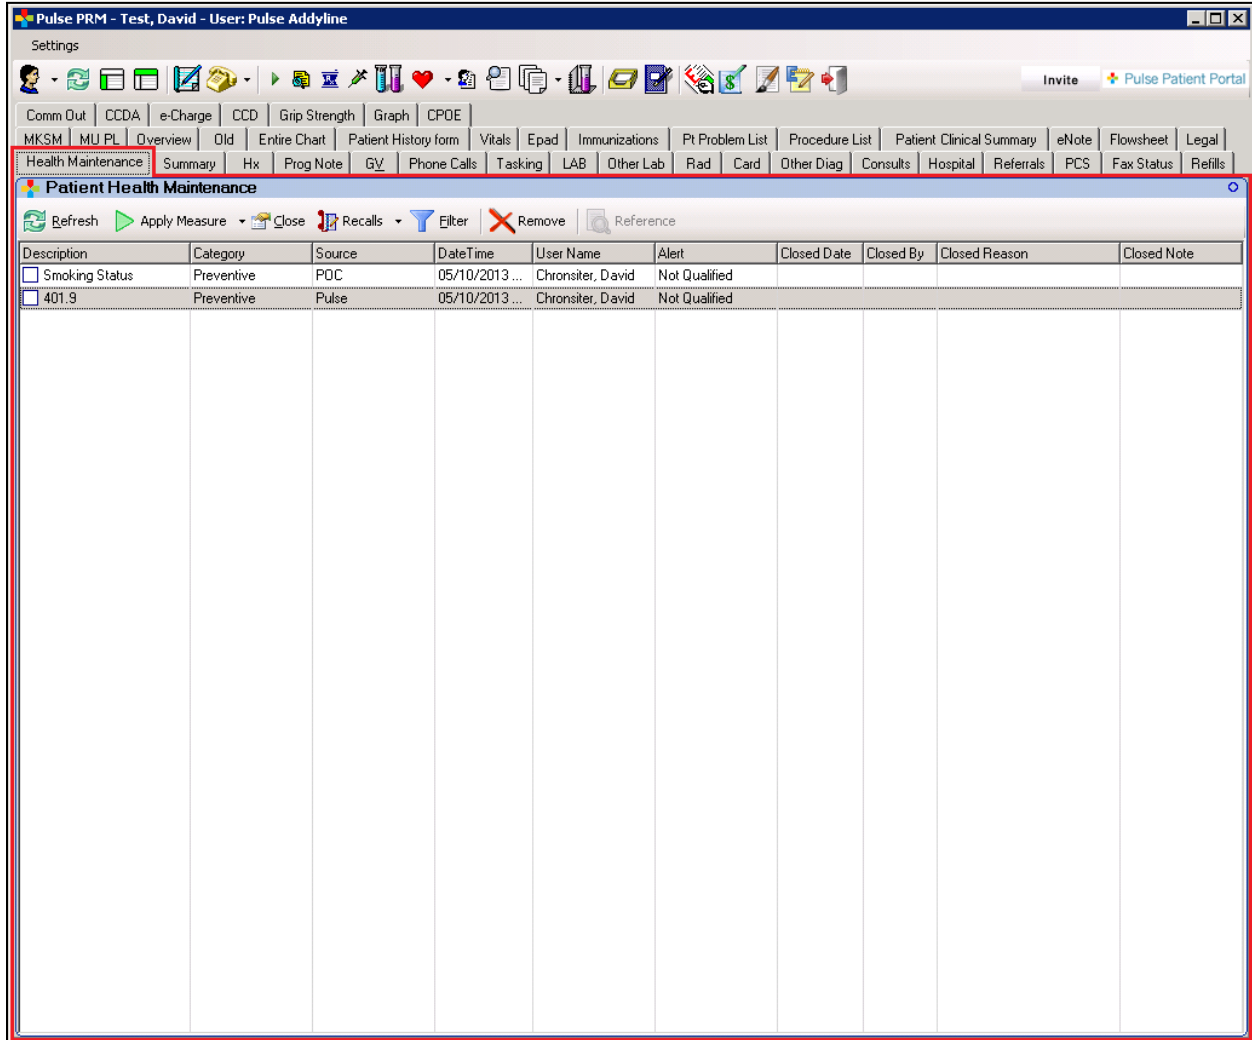 Pulse PRM - Test, David - User: Pulse Addyline
Settings
Invite Pulse Patient Portal
Comm Out CCDA e-Charge CCD Grip Strength Graph CPOE
MKSM MU PL Overview Old Entire Chart Patient History form Vitals Epad Immunizations Pt Problem List Procedure List Patient Clinical Summary eNote Flowsheet Legal
Health Maintenance Summary Hx Prog Note GV Phone Calls Tasking LAB Other Lab Rad Card Other Diag Consults Hospital Referrals PCS Fax Status Refills
Patient Health Maintenance
Refresh Apply Measure Close Recalls Filter Remove Reference
Description Category Source DateTime User Name Alert Closed Date Closed By Closed Reason Closed Note
Smoking Status Preventive POC 05/10/2013 ... Chronsiter, David Not Qualified
401.9 Preventive Pulse 05/10/2013 ... Chronsiter, David Not Qualified